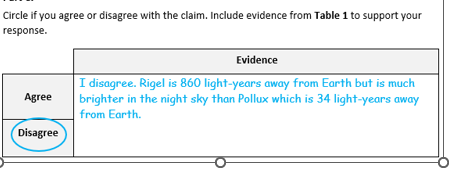 Circle if you agree or disagree with the claim. Include evidence from Table 1 to support your
response.
Evidence
Agree
I disagree. Rigel is 860 light-years away from Earth but is much
brighter in the night sky than Pollux which is 34 light-years away
from Earth.
Disagree